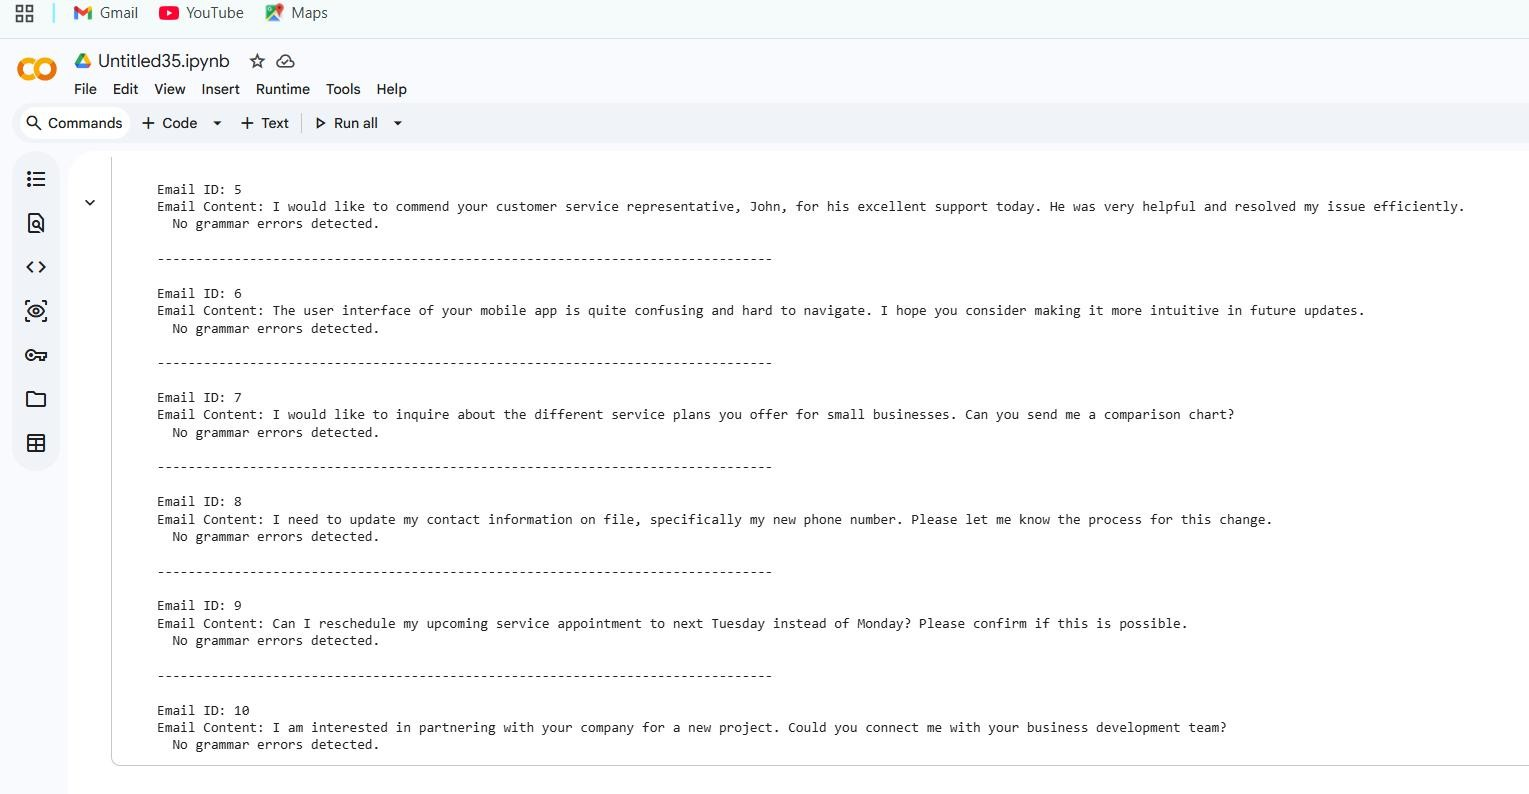 Gmail YouTube Maps
Untitled35.ipynb
File Edit View Insert Runtime Tools Help
Commands + Code + Text Run all
Email ID: 5
Email Content: I would like to commend your customer service representative, John, for his excellent support today. He was very helpful and resolved my issue efficiently.
No grammar errors detected.
--------------------------------------------------------------------------------
Email ID: 6
Email Content: The user interface of your mobile app is quite confusing and hard to navigate. I hope you consider making it more intuitive in future updates.
No grammar errors detected.
--------------------------------------------------------------------------------
Email ID: 7
Email Content: I would like to inquire about the different service plans you offer for small businesses. Can you send me a comparison chart?
No grammar errors detected.
--------------------------------------------------------------------------------
Email ID: 8
Email Content: I need to update my contact information on file, specifically my new phone number. Please let me know the process for this change.
No grammar errors detected.
--------------------------------------------------------------------------------
Email ID: 9
Email Content: Can I reschedule my upcoming service appointment to next Tuesday instead of Monday? Please confirm if this is possible.
No grammar errors detected.
--------------------------------------------------------------------------------
Email ID: 10
Email Content: I am interested in partnering with your company for a new project. Could you connect me with your business development team?
No grammar errors detected.